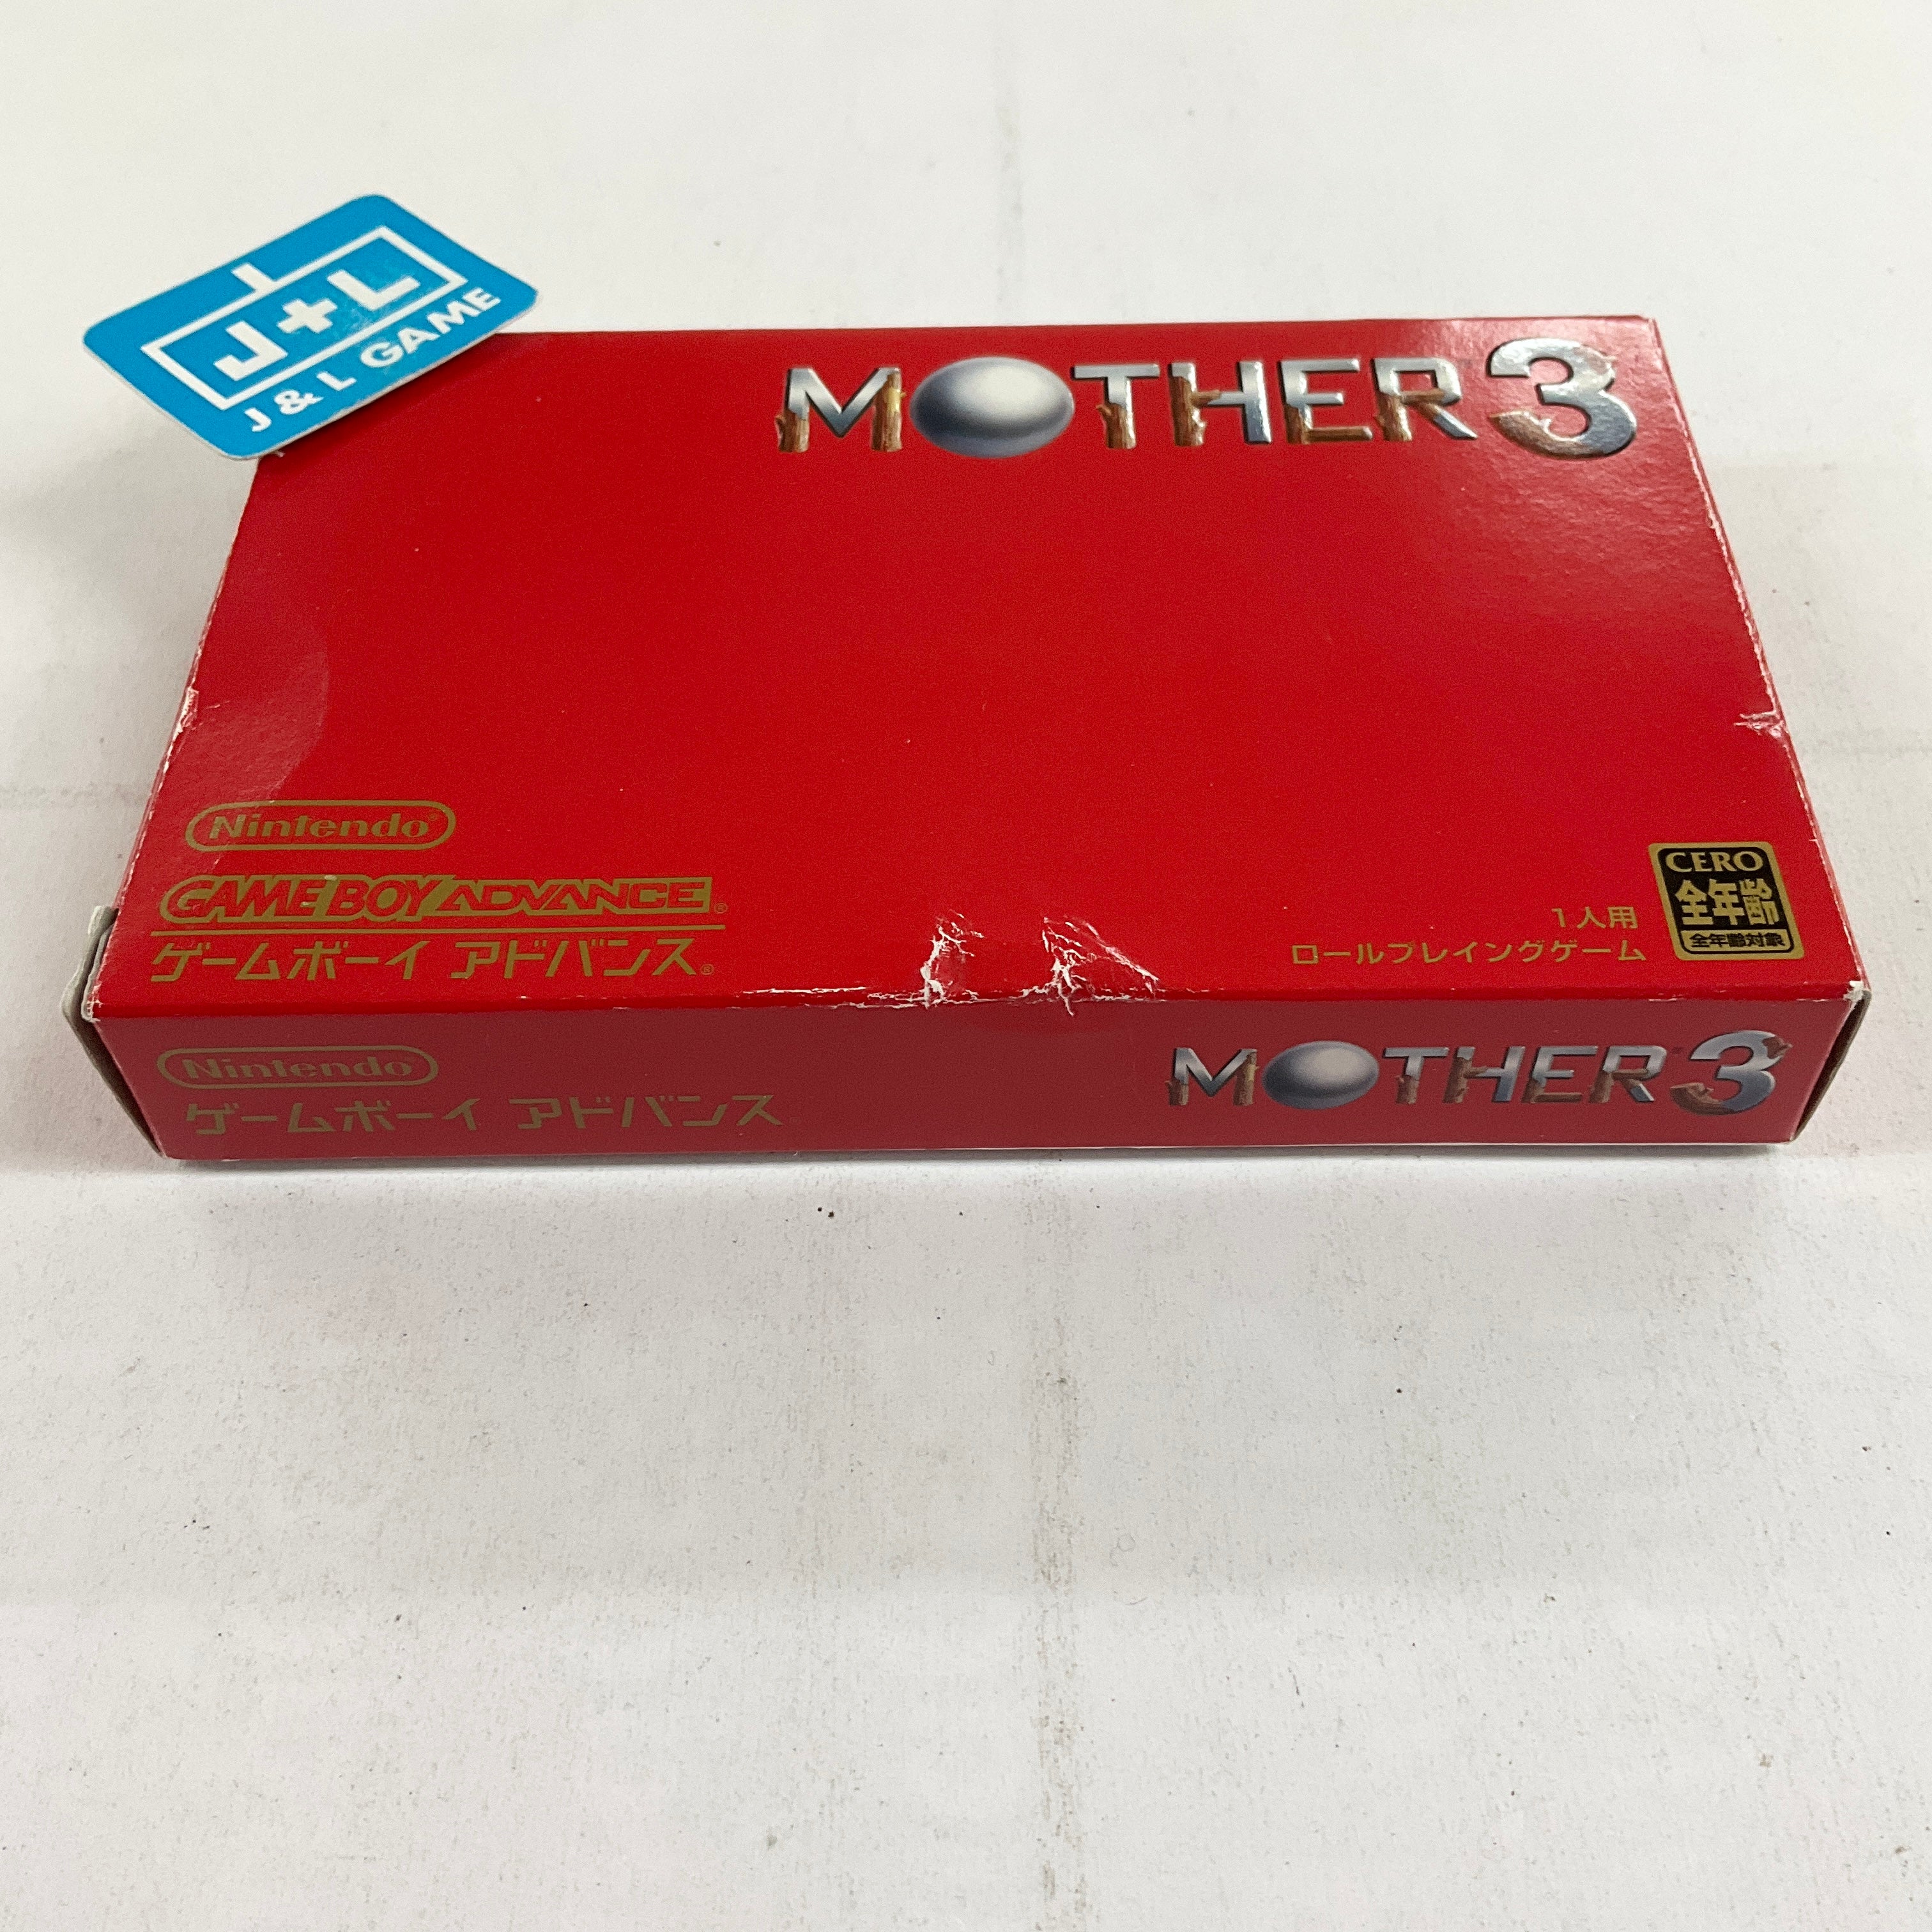 J+L
J & L GAME
MOTHER 3
Nintendo®
GAME BOY ADVANCE®
ゲームボーイ アドバンス®
1人用
ロールプレイングゲーム
CERO
全年齢
全年齢対象
Nintendo®
ゲームボーイ アドバンス
MOTHER 3